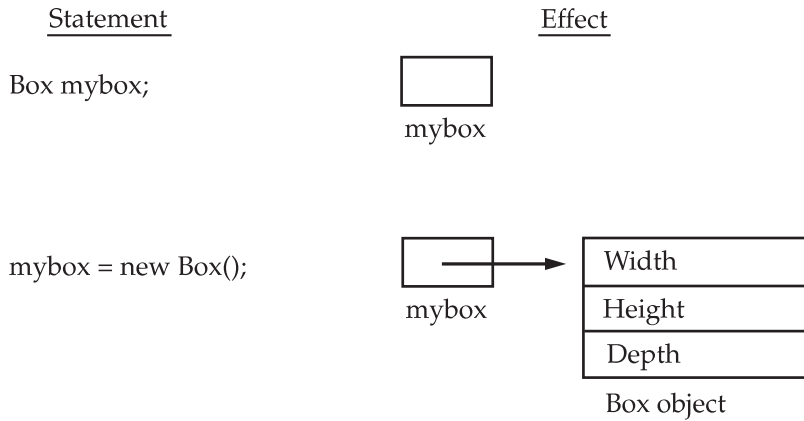 Statement
Effect
Box mybox;
mybox
mybox = new Box();
mybox
Width
Height
Depth
Box object